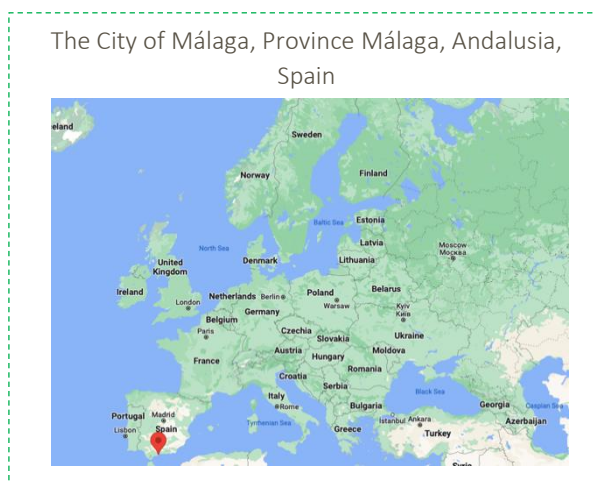 The City of Málaga, Province Málaga, Andalusia,
Spain
eland
Sweden
Norway
Finland
Baltic Sea
Estonia
North Sea
Latvia
Moscow
Москва
United
Kingdom
Denmark
Lithuania
Ireland
London
Netherlands
Berlin
Poland
Warsaw
Belarus
Belgium
Germany
Kyiv
Київ
Paris
Czechia
Slovakia
Ukraine
France
Austria
Hungary
Moldova
Croatia
Romania
Serbia
Italy
Rome
Bulgaria
Black Sea
Georgia
Caspian Sea
Portugal
Madrid
Lisbon
Spain
Tyrrhenian Sea
Greece
Istanbul
Ankara
Turkey
Azerbaijan
Syria